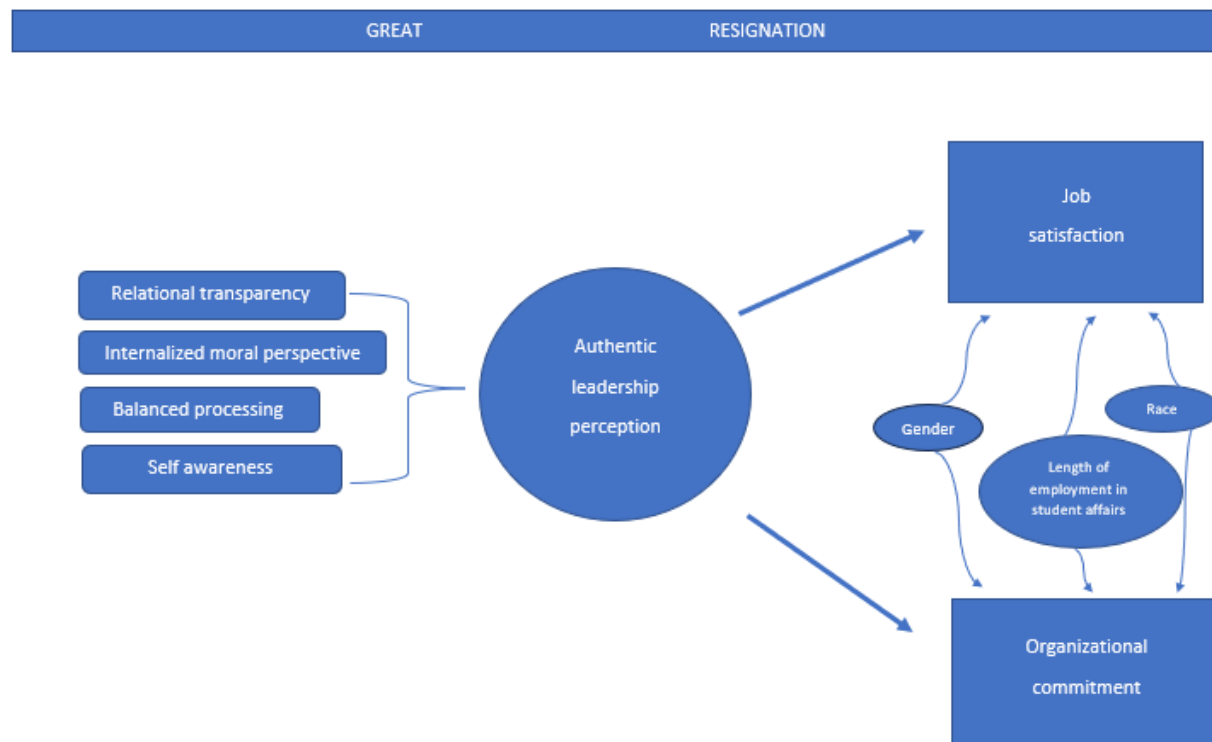 GREAT RESIGNATION
Job
satisfaction
Relational transparency
Internalized moral perspective
Balanced processing
Self awareness
Authentic
leadership
perception
Gender
Race
Length of
employment in
student affairs
Organizational
commitment